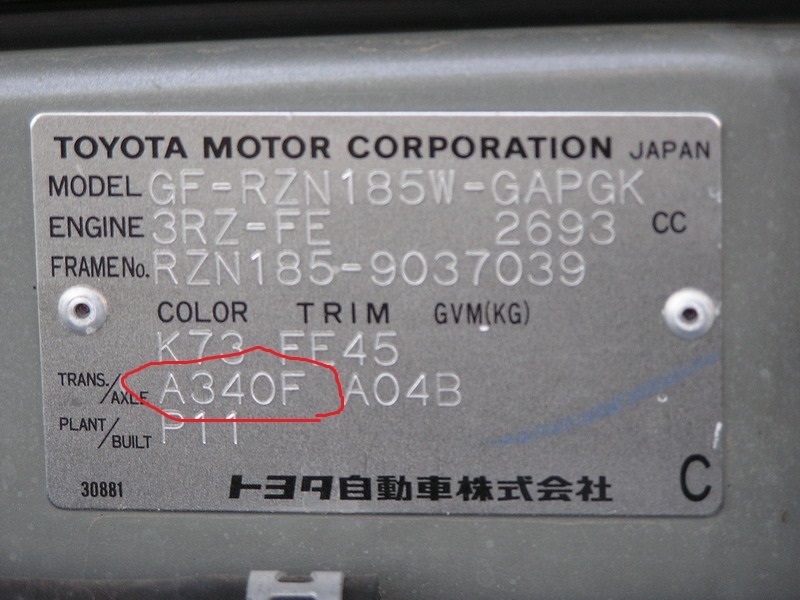 TOYOTA MOTOR CORPORATION JAPAN
MODEL GF-RZN185W-GAPGK
ENGINE 3RZ-FE 2693 CC
FRAME No. RZN185-9037039
COLOR TRIM GVM(KG)
K73 FE45
TRANS./AXLE A340F A04B
PLANT/BUILT P11
30881 トヨタ自動車株式会社 C